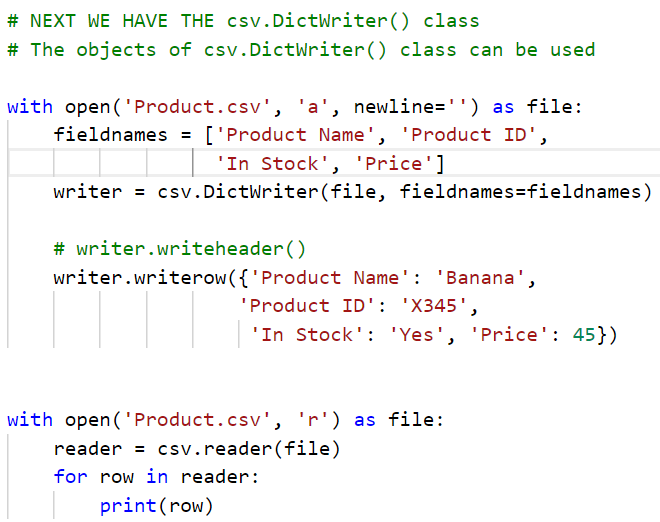 # NEXT WE HAVE THE csv.DictWriter() class
# The objects of csv.DictWriter() class can be used
with open('Product.csv', 'a', newline='') as file:
    fieldnames = ['Product Name', 'Product ID',
                  'In Stock', 'Price']
    writer = csv.DictWriter(file, fieldnames=fieldnames)
    # writer.writeheader()
    writer.writerow({'Product Name': 'Banana',
                    'Product ID': 'X345',
                     'In Stock': 'Yes', 'Price': 45})
with open('Product.csv', 'r') as file:
    reader = csv.reader(file)
    for row in reader:
        print(row)